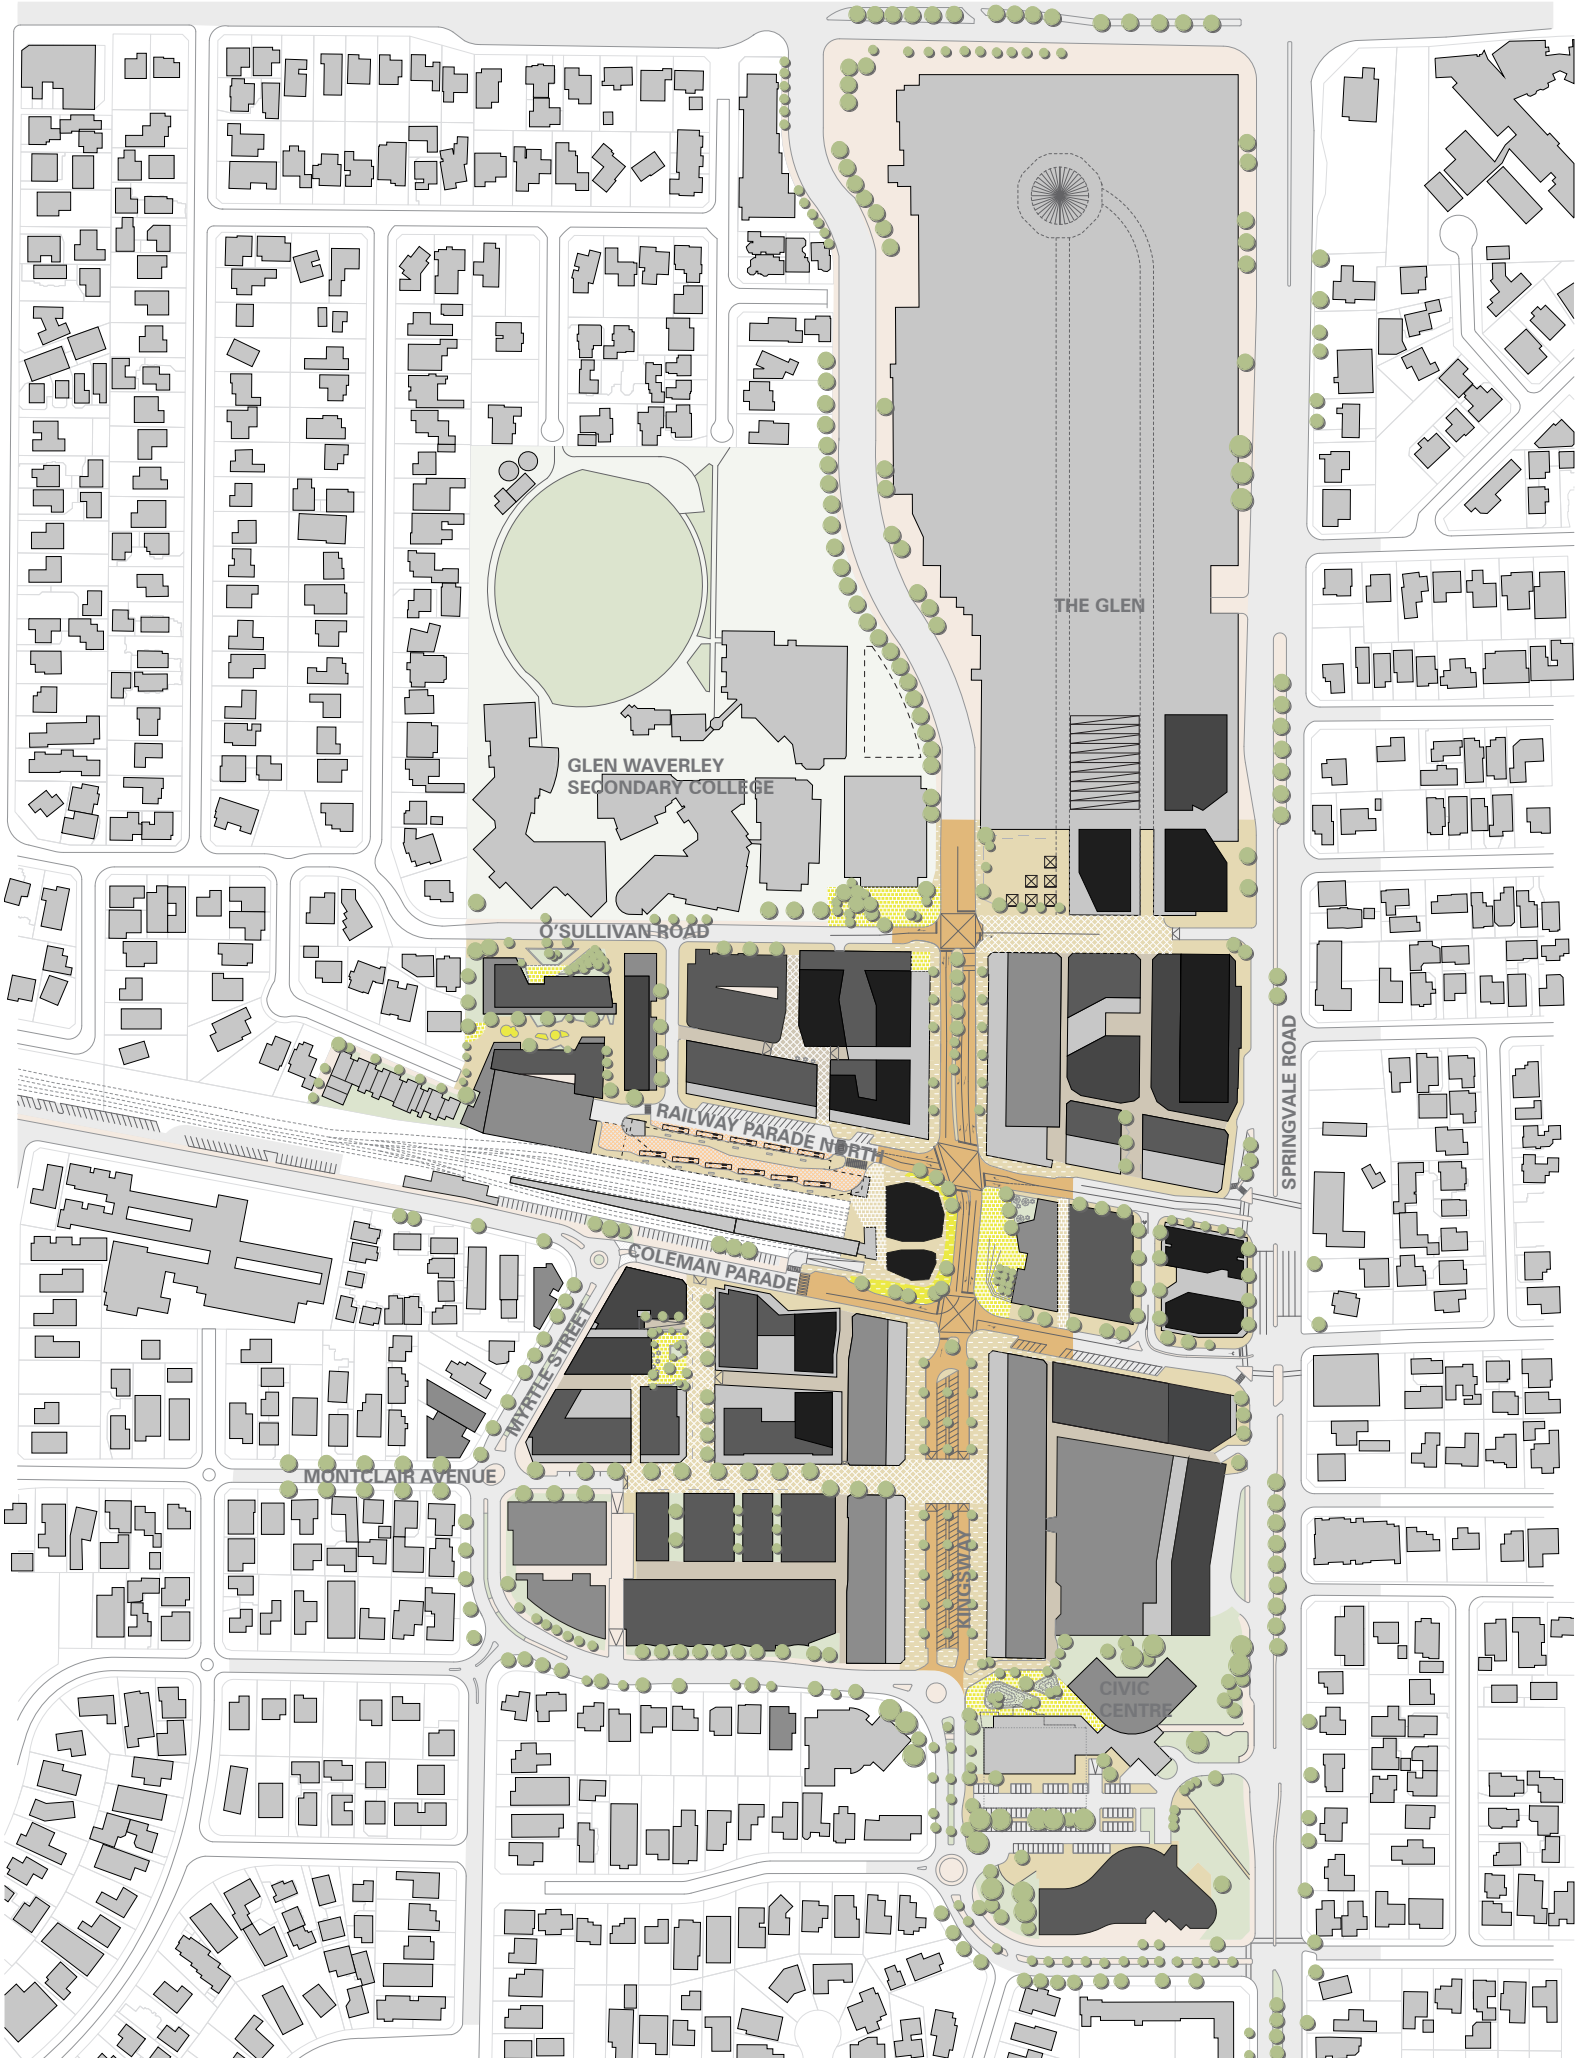 THE GLEN
GLEN WAVERLEY
SECONDARY COLLEGE
O'SULLIVAN ROAD
SPRINGVALE ROAD
RAILWAY PARADE NORTH
COLEMAN PARADE
MYRTLE STREET
MONTCLAIR AVENUE
KINGSWAY
CIVIC
CENTRE